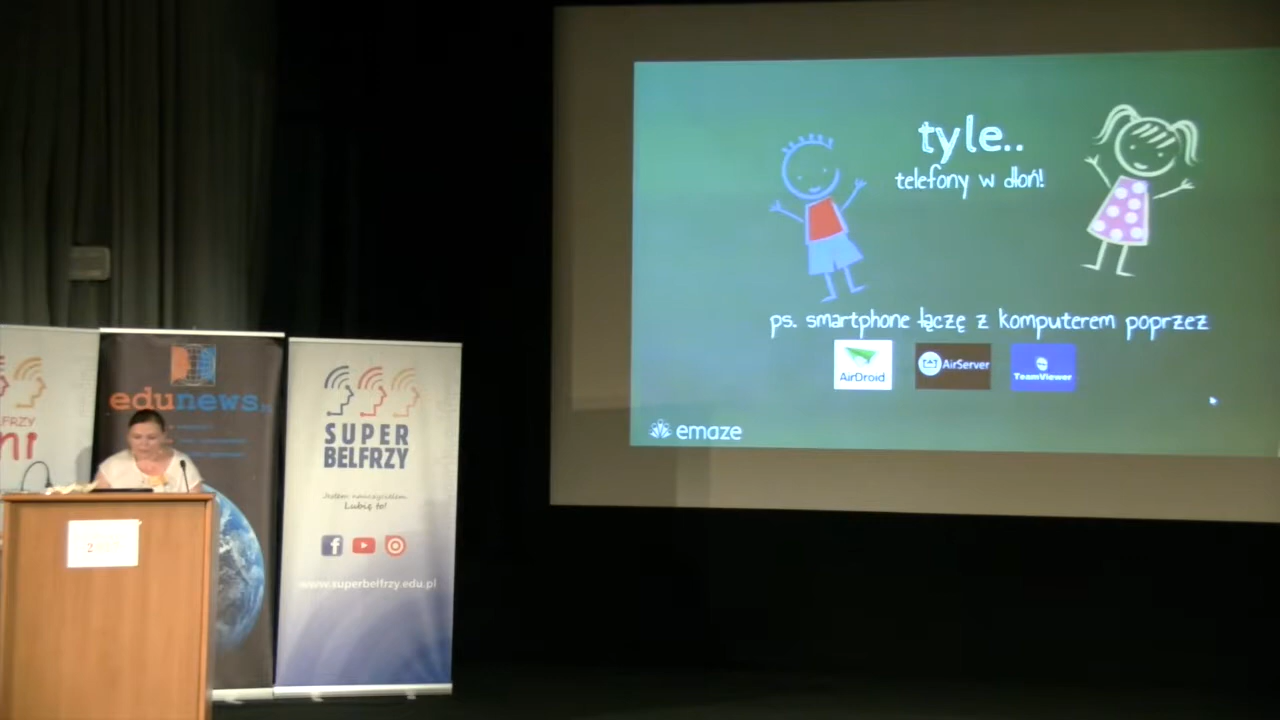 tyle..
telefony w dłoń!
ps. smartphone łączę z komputerem poprzez
AirDroid
AirServer
TeamViewer
emaze
edunews
SUPER
BELFRZY
Jestem nauczycielem
Lubię to!
www.superbelfrzy.edu.pl